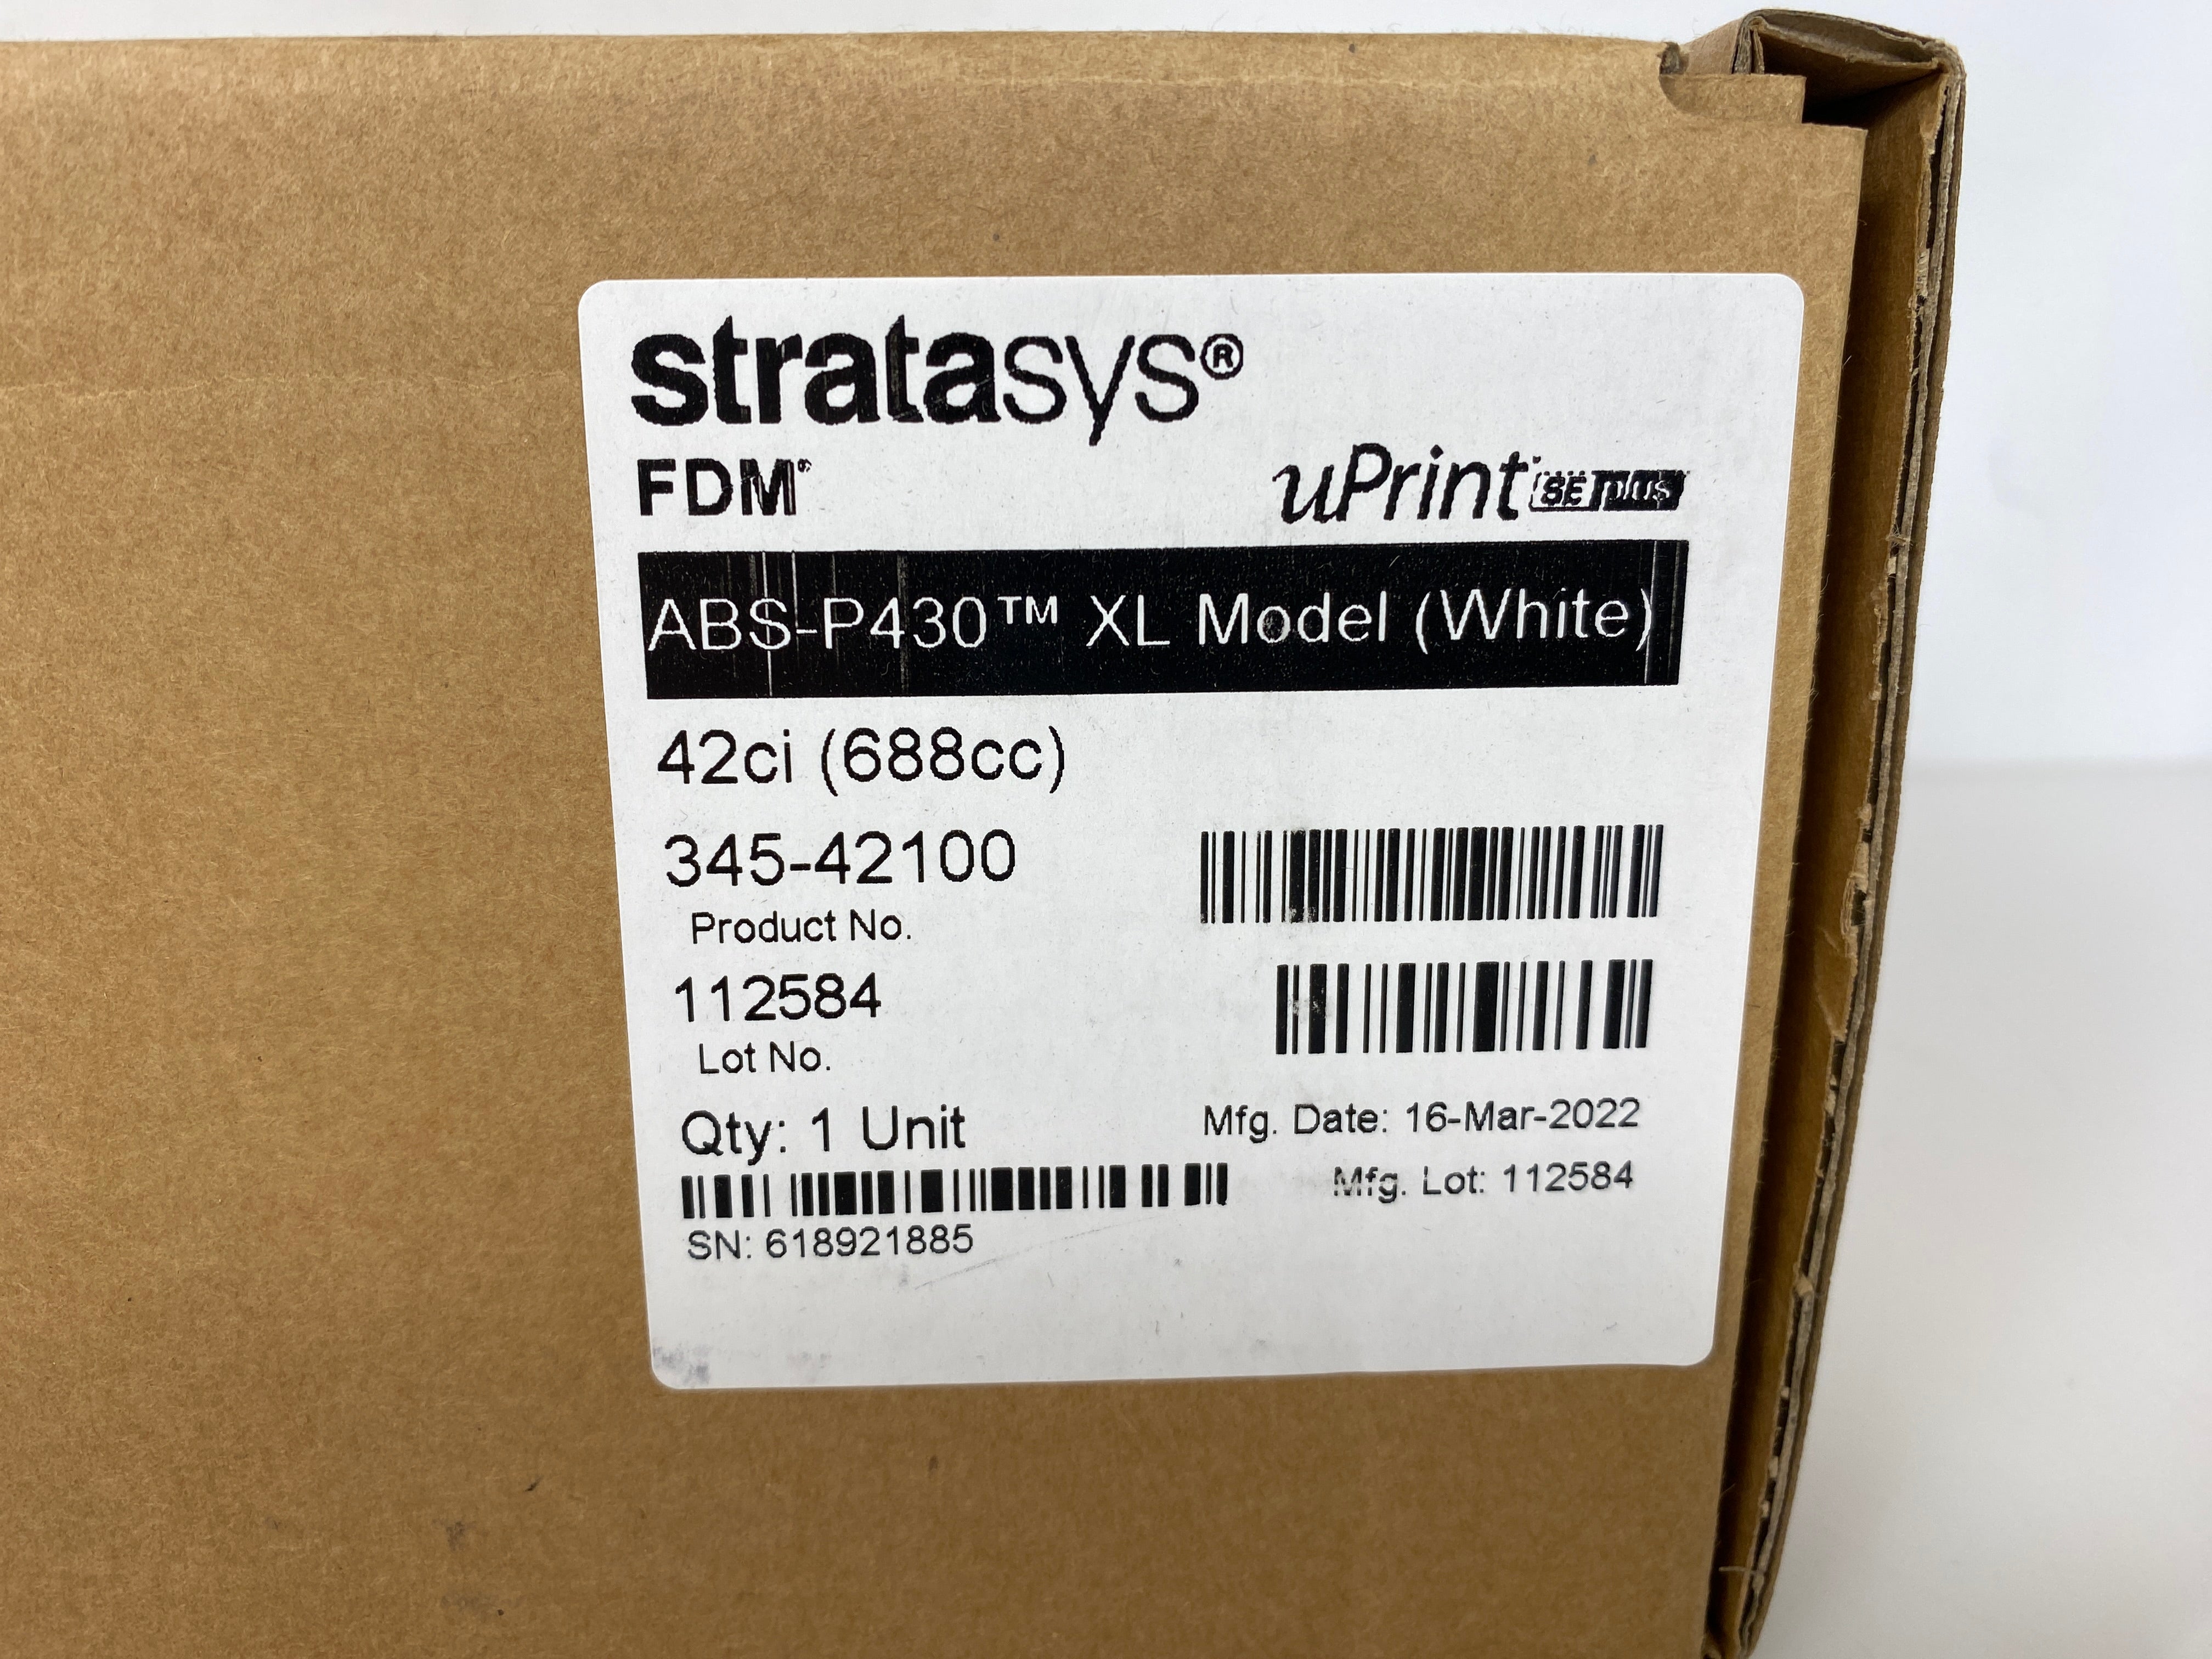 stratasys®
FDM®
uPrint SE plus
ABS-P430™ XL Model (White)
42ci (688cc)
345-42100
Product No.
112584
Lot No.
Qty: 1 Unit
Mfg. Date: 16-Mar-2022
Mfg. Lot: 112584
SN: 618921885